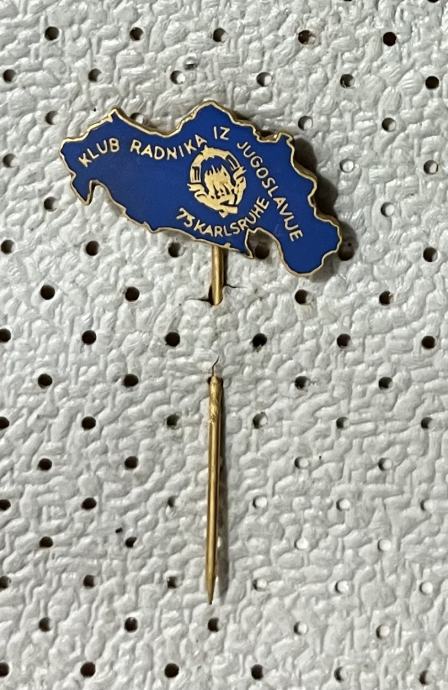 KLUB RADNIKA IZ JUGOSLAVIJE
75 KARLSRUHE